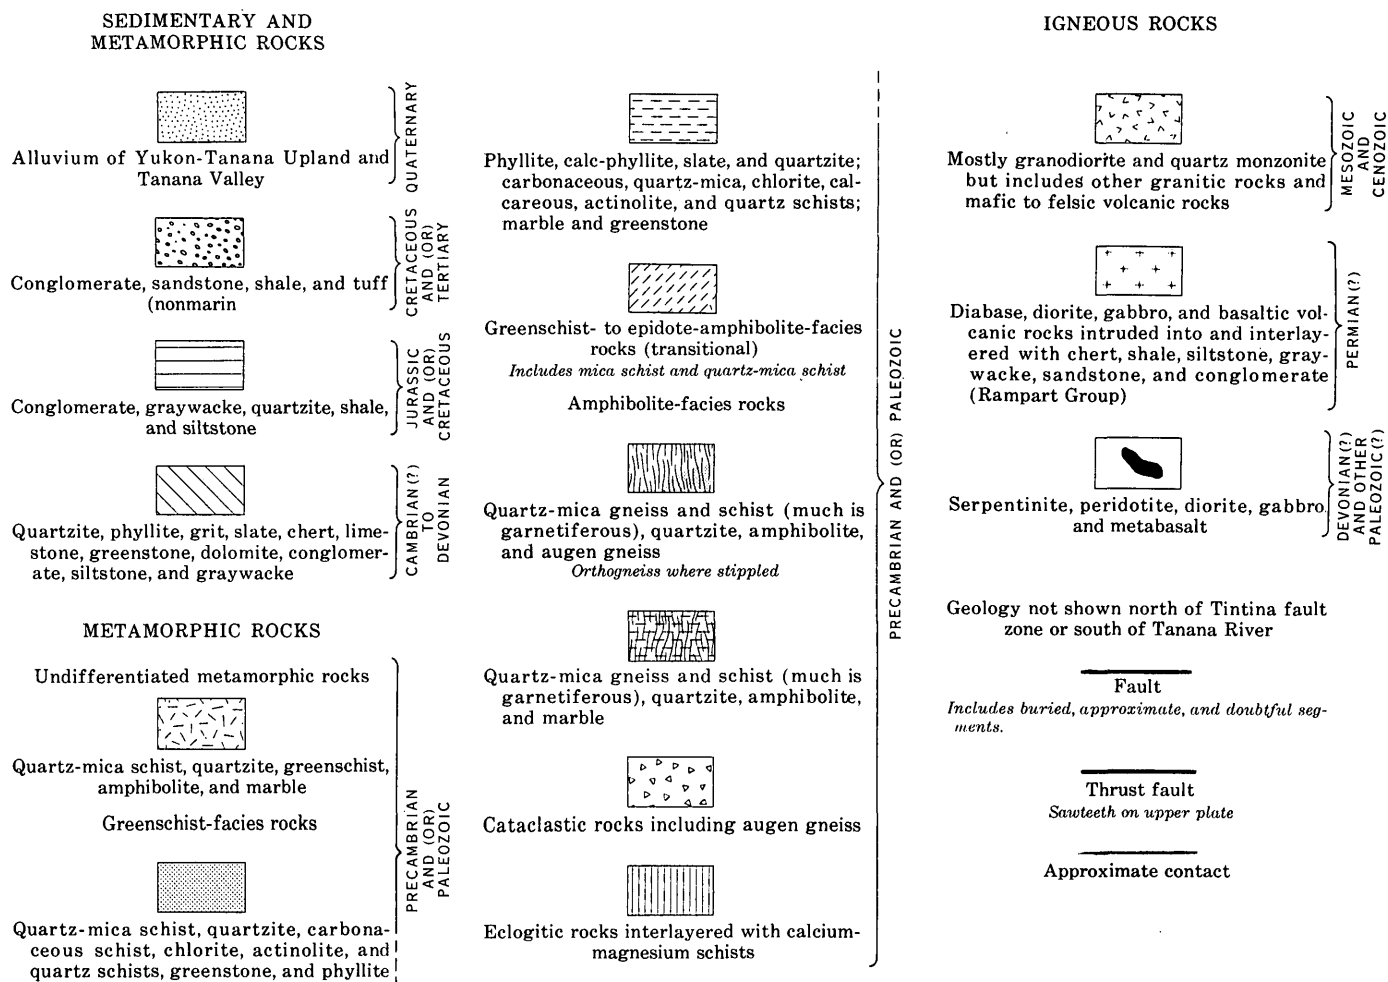 SEDIMENTARY AND
METAMORPHIC ROCKS
Alluvium of Yukon-Tanana Upland and
Tanana Valley
QUATERNARY
Conglomerate, sandstone, shale, and tuff
(nonmarin
CRETACEOUS
AND (OR)
TERTIARY
Conglomerate, graywacke, quartzite, shale,
and siltstone
JURASSIC
AND (OR)
CRETACEOUS
Quartzite, phyllite, grit, slate, chert, lime-
stone, greenstone, dolomite, conglomer-
ate, siltstone, and graywacke
CAMBRIAN(?)
TO
DEVONIAN
METAMORPHIC ROCKS
Undifferentiated metamorphic rocks
Quartz-mica schist, quartzite, greenschist,
amphibolite, and marble
Greenschist-facies rocks
Quartz-mica schist, quartzite, carbona-
ceous schist, chlorite, actinolite, and
quartz schists, greenstone, and phyllite
PRECAMBRIAN
AND (OR)
PALEOZOIC
Phyllite, calc-phyllite, slate, and quartzite;
carbonaceous, quartz-mica, chlorite, cal-
careous, actinolite, and quartz schists;
marble and greenstone
Greenschist- to epidote-amphibolite-facies
rocks (transitional)
Includes mica schist and quartz-mica schist
Amphibolite-facies rocks
Quartz-mica gneiss and schist (much is
garnetiferous), quartzite, amphibolite,
and augen gneiss
Orthogneiss where stippled
Quartz-mica gneiss and schist (much is
garnetiferous), quartzite, amphibolite,
and marble
Cataclastic rocks including augen gneiss
Eclogitic rocks interlayered with calcium-
magnesium schists
PRECAMBRIAN AND (OR) PALEOZOIC
IGNEOUS ROCKS
Mostly granodiorite and quartz monzonite
but includes other granitic rocks and
mafic to felsic volcanic rocks
MESOZOIC
AND
CENOZOIC
Diabase, diorite, gabbro, and basaltic vol-
canic rocks intruded into and interlay-
ered with chert, shale, siltstone, gray-
wacke, sandstone, and conglomerate
(Rampart Group)
PERMIAN(?)
Serpentinite, peridotite, diorite, gabbro
and metabasalt
DEVONIAN(?)
AND OTHER
PALEOZOIC(?)
Geology not shown north of Tintina fault
zone or south of Tanana River
Fault
Includes buried, approximate, and doubtful seg-
ments.
Thrust fault
Sawteeth on upper plate
Approximate contact